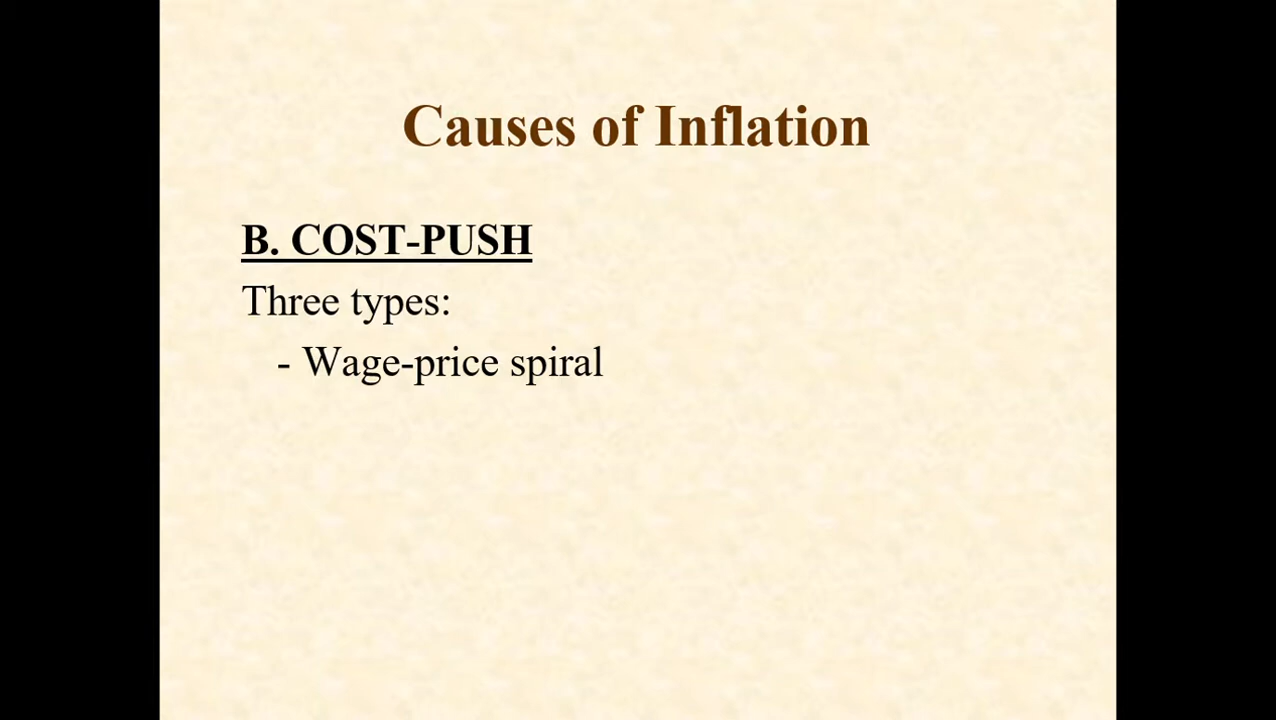 Causes of Inflation
B. COST-PUSH
Three types:
- Wage-price spiral